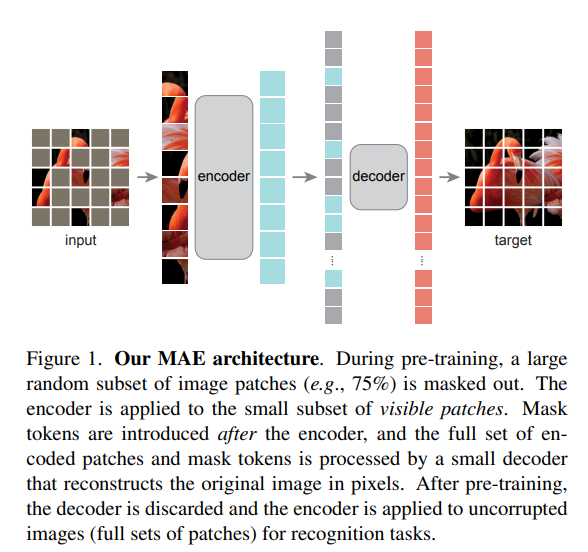 encoder
decoder
input
target
Figure 1. Our MAE architecture. During pre-training, a large
random subset of image patches (e.g., 75%) is masked out. The
encoder is applied to the small subset of visible patches. Mask
tokens are introduced after the encoder, and the full set of en-
coded patches and mask tokens is processed by a small decoder
that reconstructs the original image in pixels. After pre-training,
the decoder is discarded and the encoder is applied to uncorrupted
images (full sets of patches) for recognition tasks.